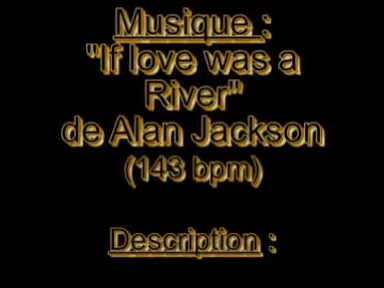 Musique :
"If love was a
River"
de Alan Jackson
(143 bpm)
Description :